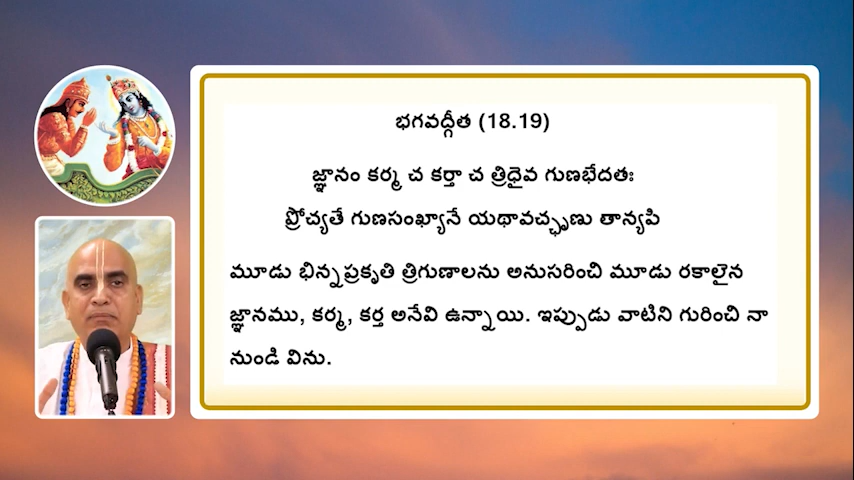 భగవద్గీత (18.19)
జ్ఞానం కర్మ చ కర్తా చ త్రిధైవ గుణభేదతః
ప్రోచ్యతే గుణసంఖ్యానే యథావచ్ఛృణు తాన్యపి
మూడు భిన్నప్రకృతి త్రిగుణాలను అనుసరించి మూడు రకాలైన
జ్ఞానము, కర్మ, కర్త అనేవి ఉన్నాయి. ఇప్పుడు వాటిని గురించి నా
నుండి విను.